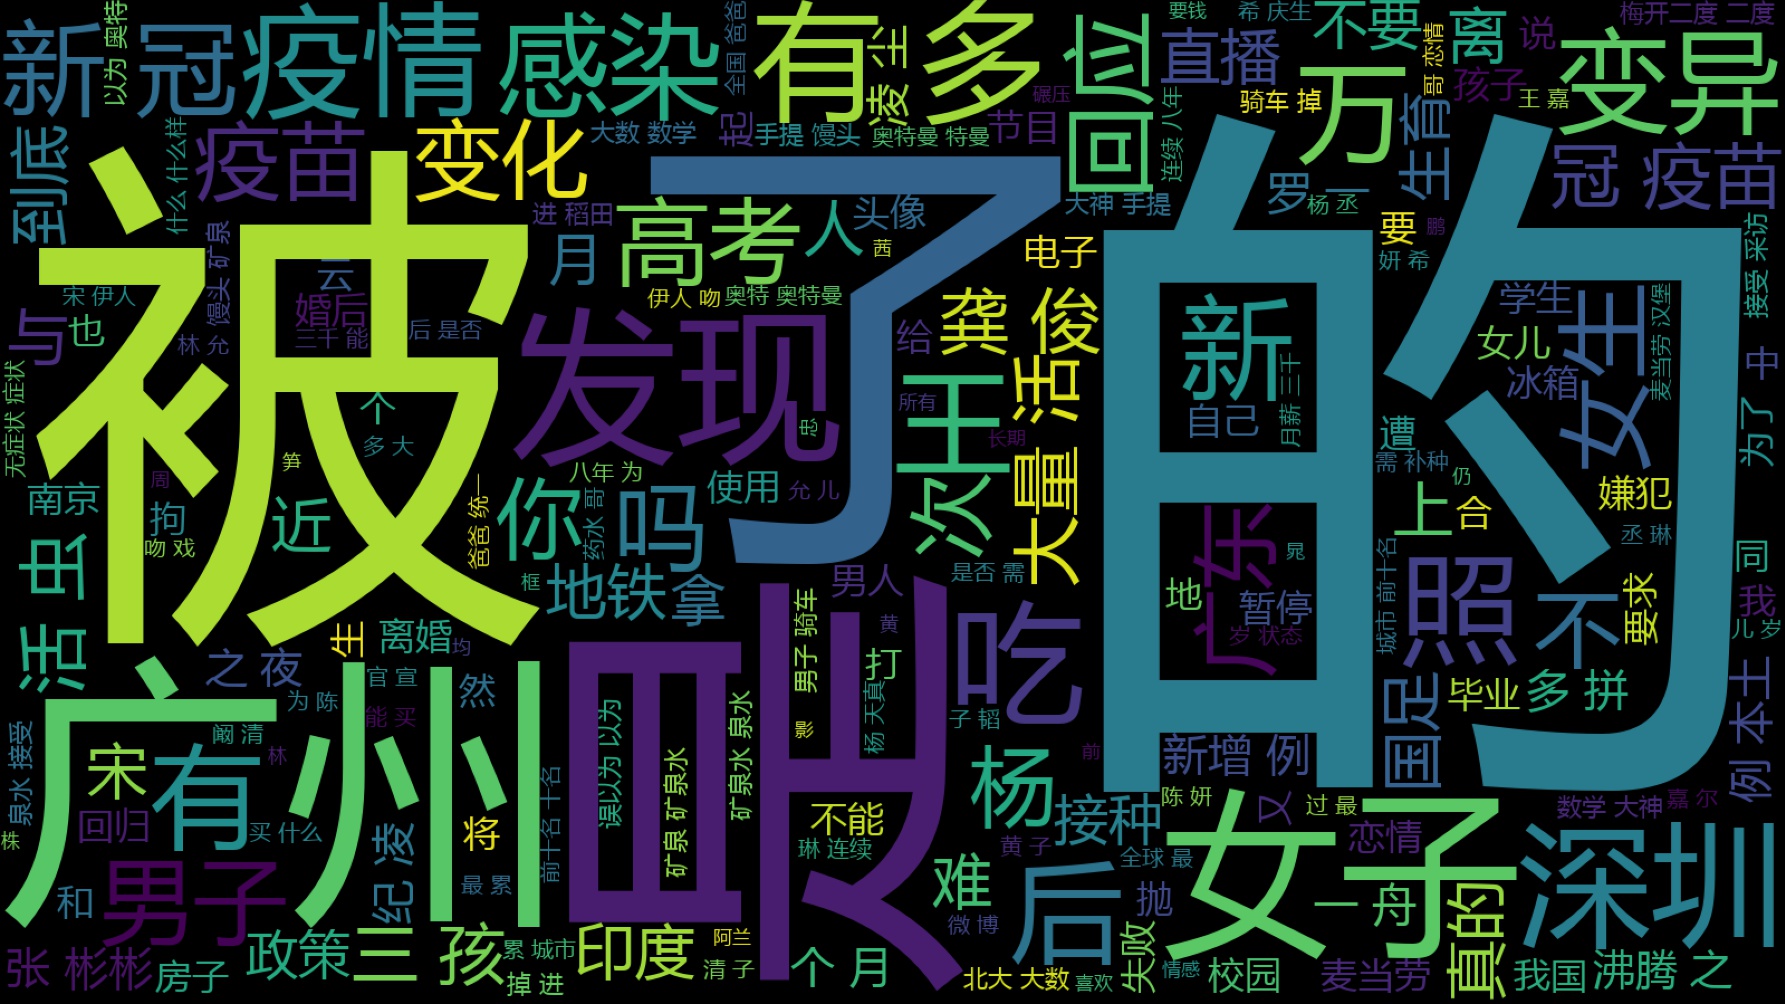 新冠
疫情
感染
有多
回应
直播
不要
离
说
梅开二度 二度
要钱
希 庆生
以为 奥特
全国 爸爸
凌 尘
哥 恋情
孩子
王 嘉
变异
万
骑车 掉
碾压
节目
起
手提 馒头
奥特曼 特曼
连续 八年
大数 数学
到底
什么 什么样
疫苗
变化
生育
冠 疫苗
罗一
杨 丞
大神 手提
进 稻田
高考
人
头像
月
茜
电子
要
鹏
妍 希
接受 采访
被
了
的
矿泉
馒头
云
宋 伊人
婚后
三千 能
后 是否
伊人 吻
奥特 奥特曼
与
也
林 允
发现
给
龚
俊
新
学生
女儿
女生
冰箱
麦当劳 汉堡
中
无症状 症状
个
多 大
忠
所有
次
大量 活
长期
自己
月薪 三千
遭
需 补种
仍
为了
笋
周
八年 为
使用
允 儿
南京
拘
近
爸爸 统一
你
药水 哥
吗
上
合
嫌犯
丞 琳
吻 戏
活 虫
框
地铁
拿
男人
是否 需
广东
晃
地
暂停
岁 状态
城市 前十名
照
不
要求
同
我
儿 岁
生
离婚
均
黄
吃
男子 骑车
打
之 夜
官 宣
然
为 陈
能 买
广州
阚 清
林
误以为 以为
矿泉 矿泉水
矿泉水 泉水
影
杨 天真
子 韬
国足
毕业
多 拼
例 本土
泉水 接受
宋
有
回归
买 什么
纪 凌
将
前十名 十名
不能
琳 连续
前
杨
接种
新增 例
陈 妍
又
过 最
数学 大神
嘉 尔
株
男子
和
最 累
黄 子
全球 最
女子
恋情
深圳
难
后
抛
微 博
一 舟
真的
张 彬彬
房子
政策
三 孩
累 城市
掉 进
印度
阿兰
清 子
个 月
北大 大数
喜欢
失败
情感
校园
麦当劳
我国
沸腾 之